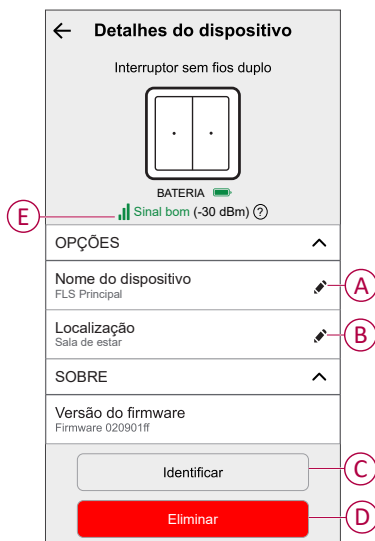 Detalhes do dispositivo
Interruptor sem fios duplo
BATERIA
E
Sinal bom (-30 dBm) ?
OPÇÕES
Nome do dispositivo
FLS Principal
A
Localização
Sala de estar
B
SOBRE
Versão do firmware
Firmware 020901ff
Identificar
C
Eliminar
D